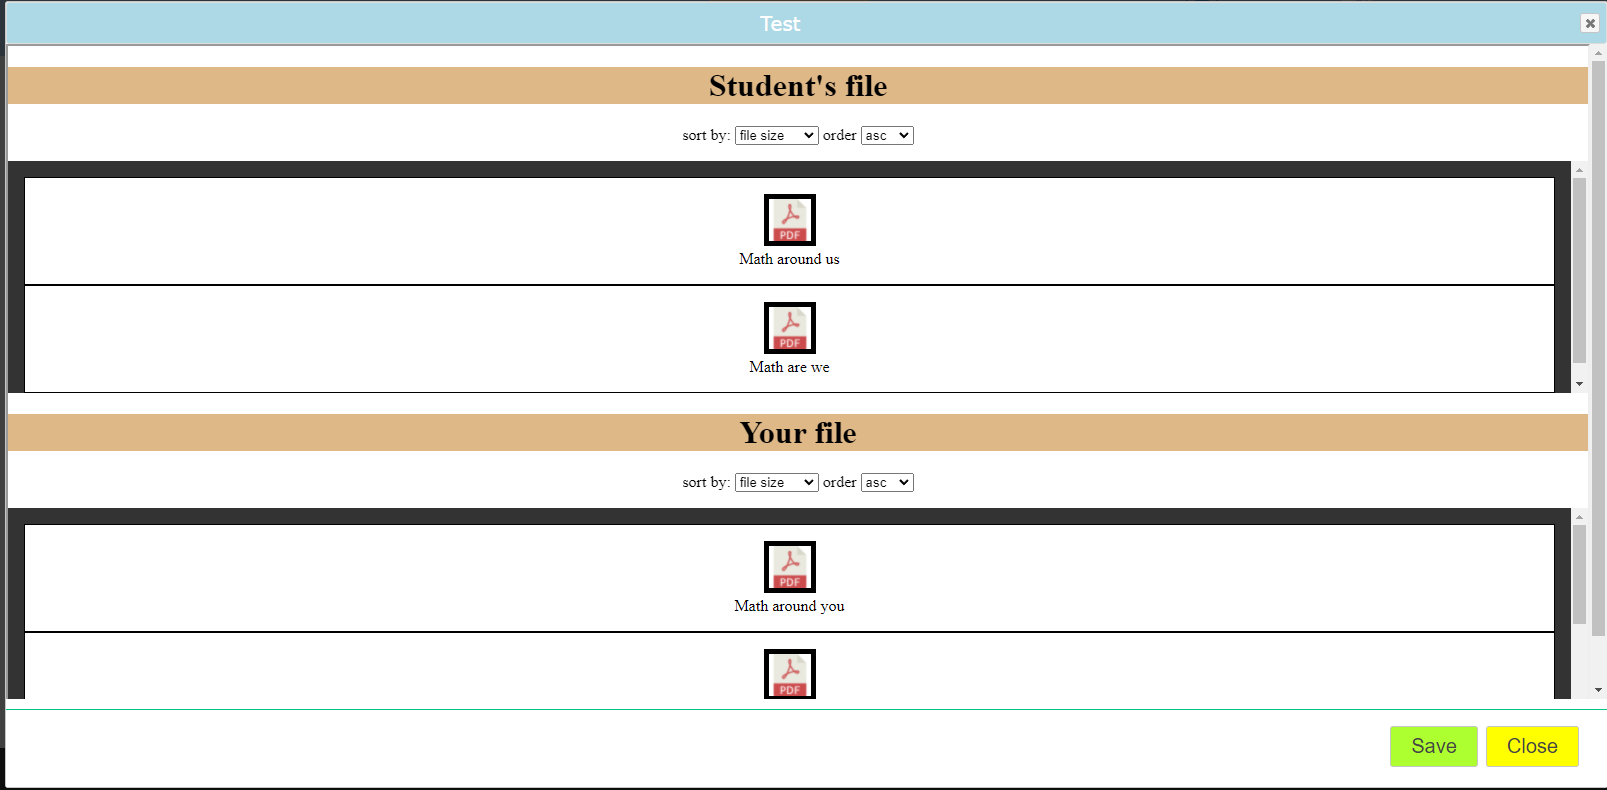 Test
Student's file
sort by: file size order asc
PDF
Math around us
PDF
Math are we
Your file
sort by: file size order asc
PDF
Math around you
PDF
Save Close